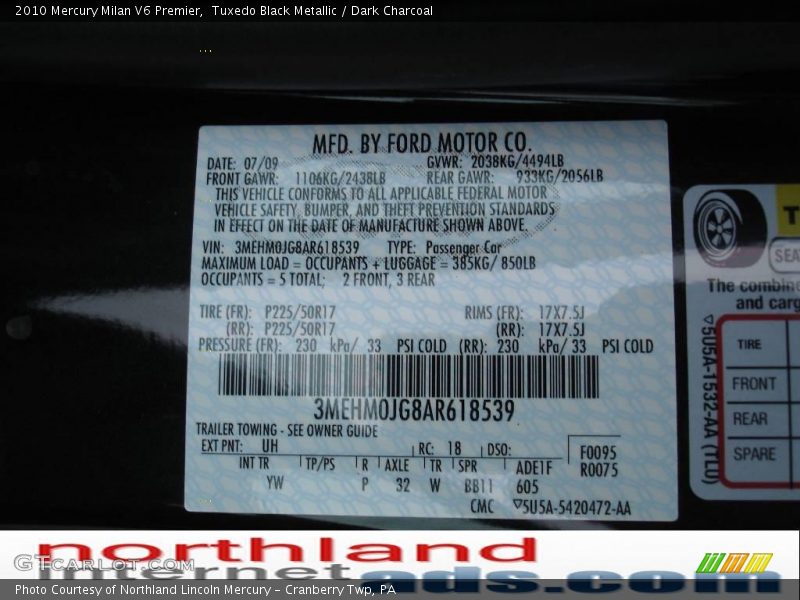 2010 Mercury Milan V6 Premier,  Tuxedo Black Metallic / Dark Charcoal
MFD. BY FORD MOTOR CO.
DATE: 07/09 GVWR: 2038KG/4494LB
FRONT GAWR: 1106KG/2438LB REAR GAWR: 933KG/2056LB
THIS VEHICLE CONFORMS TO ALL APPLICABLE FEDERAL MOTOR
VEHICLE SAFETY, BUMPER, AND THEFT PREVENTION STANDARDS
IN EFFECT ON THE DATE OF MANUFACTURE SHOWN ABOVE.
VIN: 3MEHM0JG8AR618539 TYPE: Passenger Car
MAXIMUM LOAD = OCCUPANTS + LUGGAGE = 385KG/ 850LB
OCCUPANTS = 5 TOTAL; 2 FRONT, 3 REAR
TIRE (FR): P225/50R17 RIMS (FR): 17X7.5J
(RR): P225/50R17 (RR): 17X7.5J
PRESSURE (FR): 230 kPa/ 33 PSI COLD (RR): 230 kPa/ 33 PSI COLD
3MEHM0JG8AR618539
TRAILER TOWING - SEE OWNER GUIDE
EXT PNT: UH RC: 18 DSO: F0095
R0075
INT TR TP/PS R AXLE TR SPR ADE1F
YW P 32 W BB11 605
CMC ▽5U5A-5420472-AA
The combine
and carg
TIRE
FRONT
REAR
SPARE
▽5U5A-1532-AA (TLU)
northland
internetads.com
GTCarLot.com
Photo Courtesy of Northland Lincoln Mercury – Cranberry Twp, PA